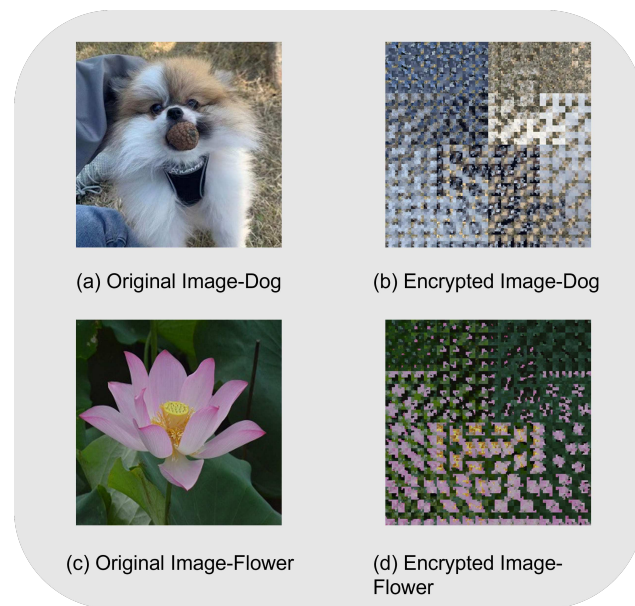 (a) Original Image-Dog
(b) Encrypted Image-Dog
(c) Original Image-Flower
(d) Encrypted Image-
Flower